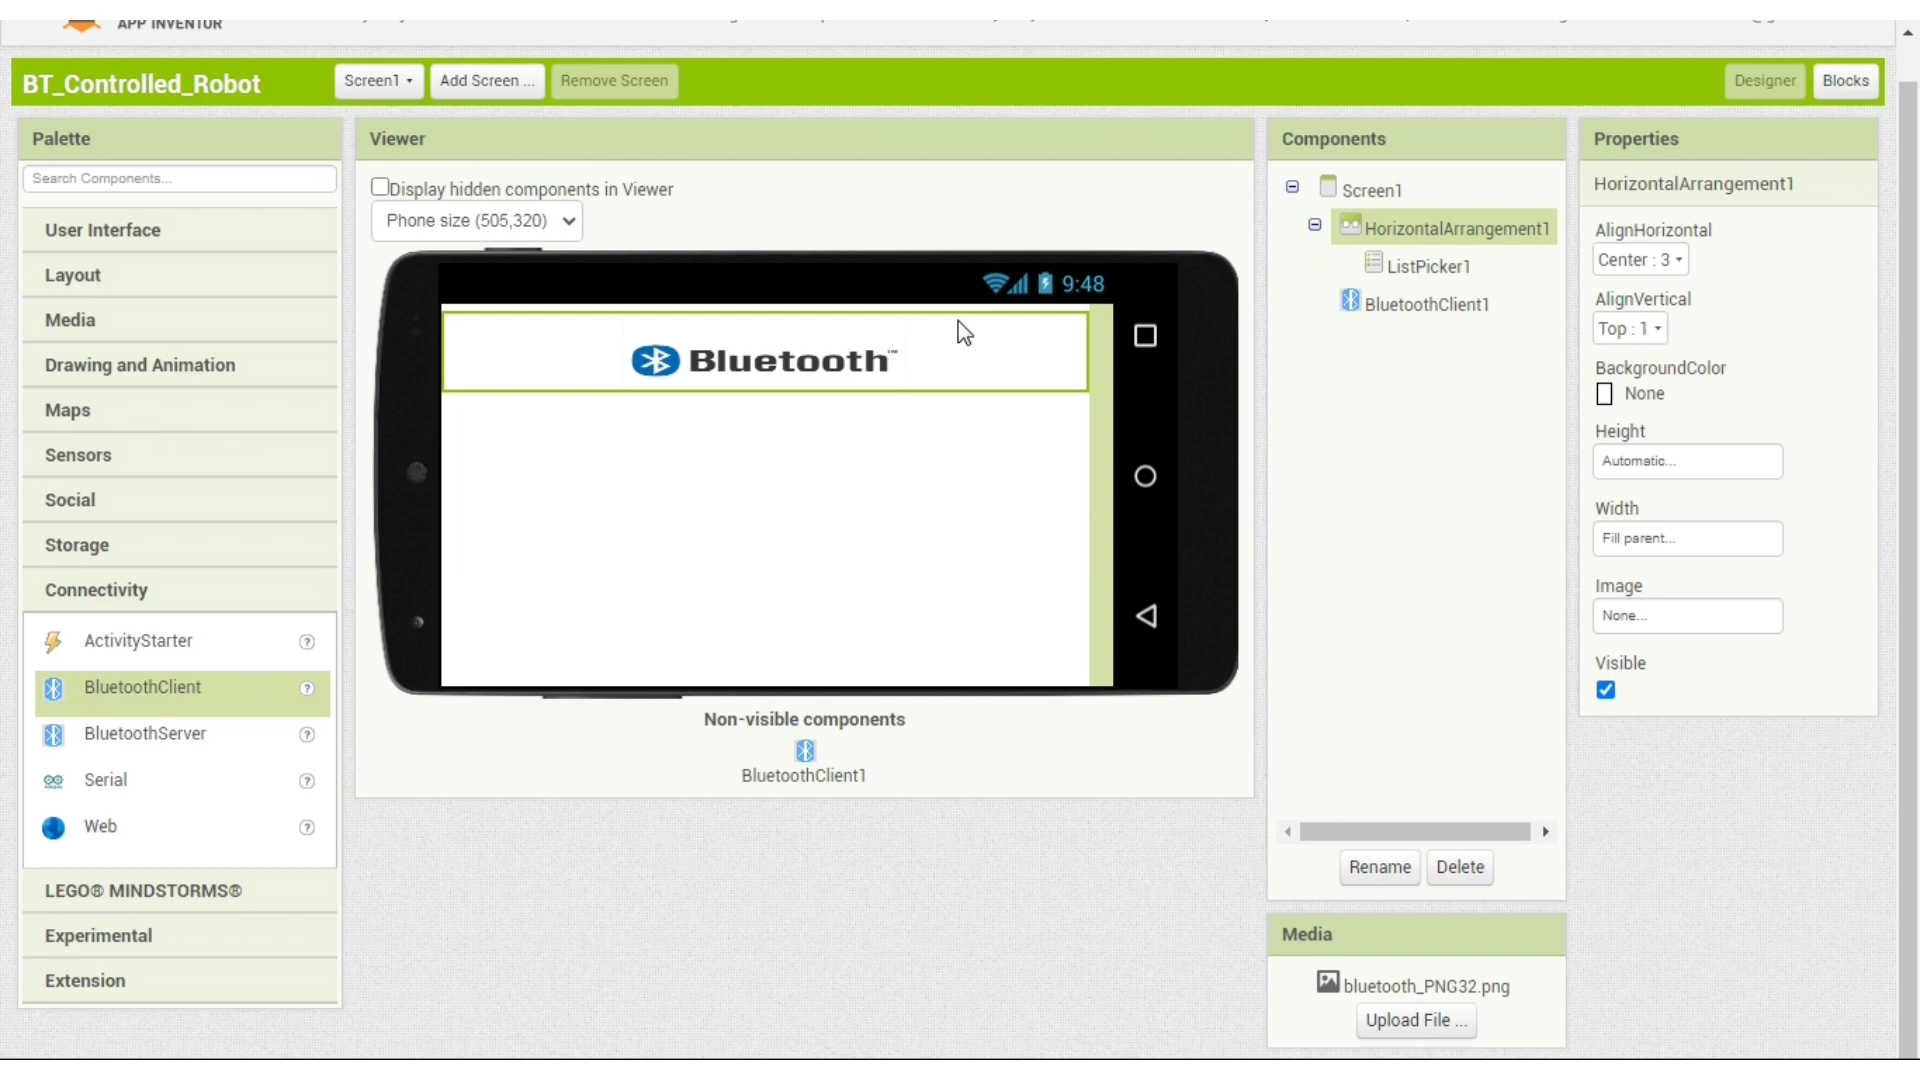 APP INVENTOR
BT_Controlled_Robot
Screen1
Add Screen ...
Remove Screen
Designer
Blocks
Palette
Search Components...
User Interface
Layout
Media
Drawing and Animation
Maps
Sensors
Social
Storage
Connectivity
ActivityStarter
BluetoothClient
BluetoothServer
Serial
Web
LEGO® MINDSTORMS®
Experimental
Extension
Viewer
Display hidden components in Viewer
Phone size (505,320)
9:48
Bluetooth™
Non-visible components
BluetoothClient1
Components
Screen1
HorizontalArrangement1
ListPicker1
BluetoothClient1
Rename
Delete
Media
bluetooth_PNG32.png
Upload File ...
Properties
HorizontalArrangement1
AlignHorizontal
Center : 3
AlignVertical
Top : 1
BackgroundColor
None
Height
Automatic...
Width
Fill parent...
Image
None...
Visible